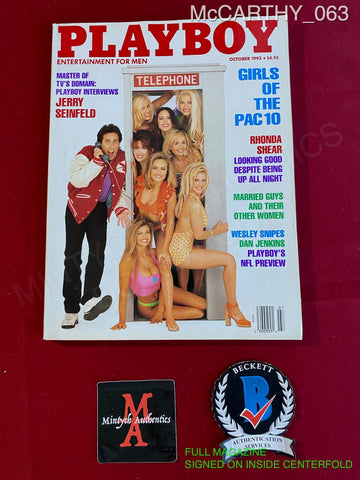 McCARTHY_063
PLAYBOY
ENTERTAINMENT FOR MEN
OCTOBER 1993 • $4.95
MASTER OF
TV'S DOMAIN:
PLAYBOY INTERVIEWS
JERRY
SEINFELD
TELEPHONE
GIRLS
OF THE
PAC 10
RHONDA
SHEAR
LOOKING GOOD
DESPITE BEING
UP ALL NIGHT
MARRIED GUYS
AND THEIR
OTHER WOMEN
WESLEY SNIPES
DAN JENKINS
PLAYBOY'S
NFL PREVIEW
MA
Mintych Authentics
BECKETT
B
AUTHENTICATION
SERVICES
FULL MAGAZINE
SIGNED ON INSIDE CENTERFOLD